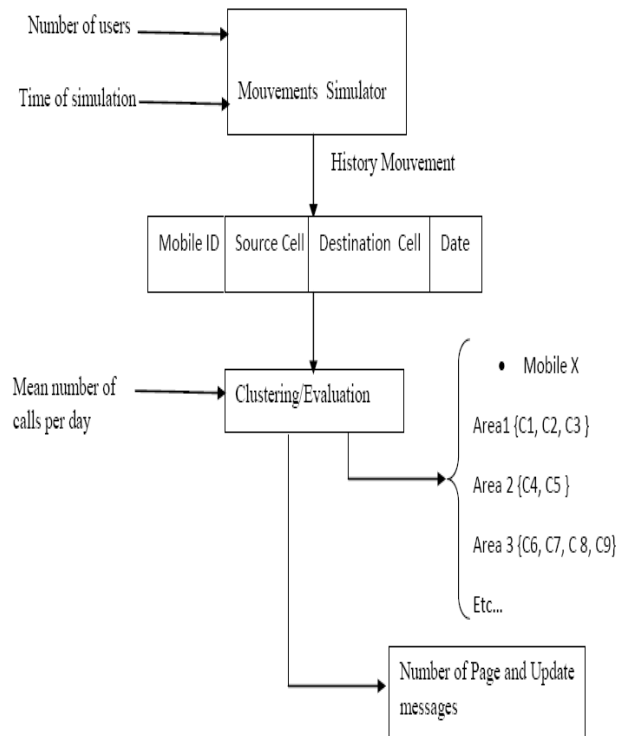 Number of users
Time of simulation
Mouvements Simulator
History Mouvement
Mobile ID
Source Cell
Destination Cell
Date
Mean number of
calls per day
Clustering/Evaluation
• Mobile X
Area1 {C1, C2, C3 }
Area 2 {C4, C5 }
Area 3 {C6, C7, C 8, C9}
Etc...
Number of Page and Update
messages